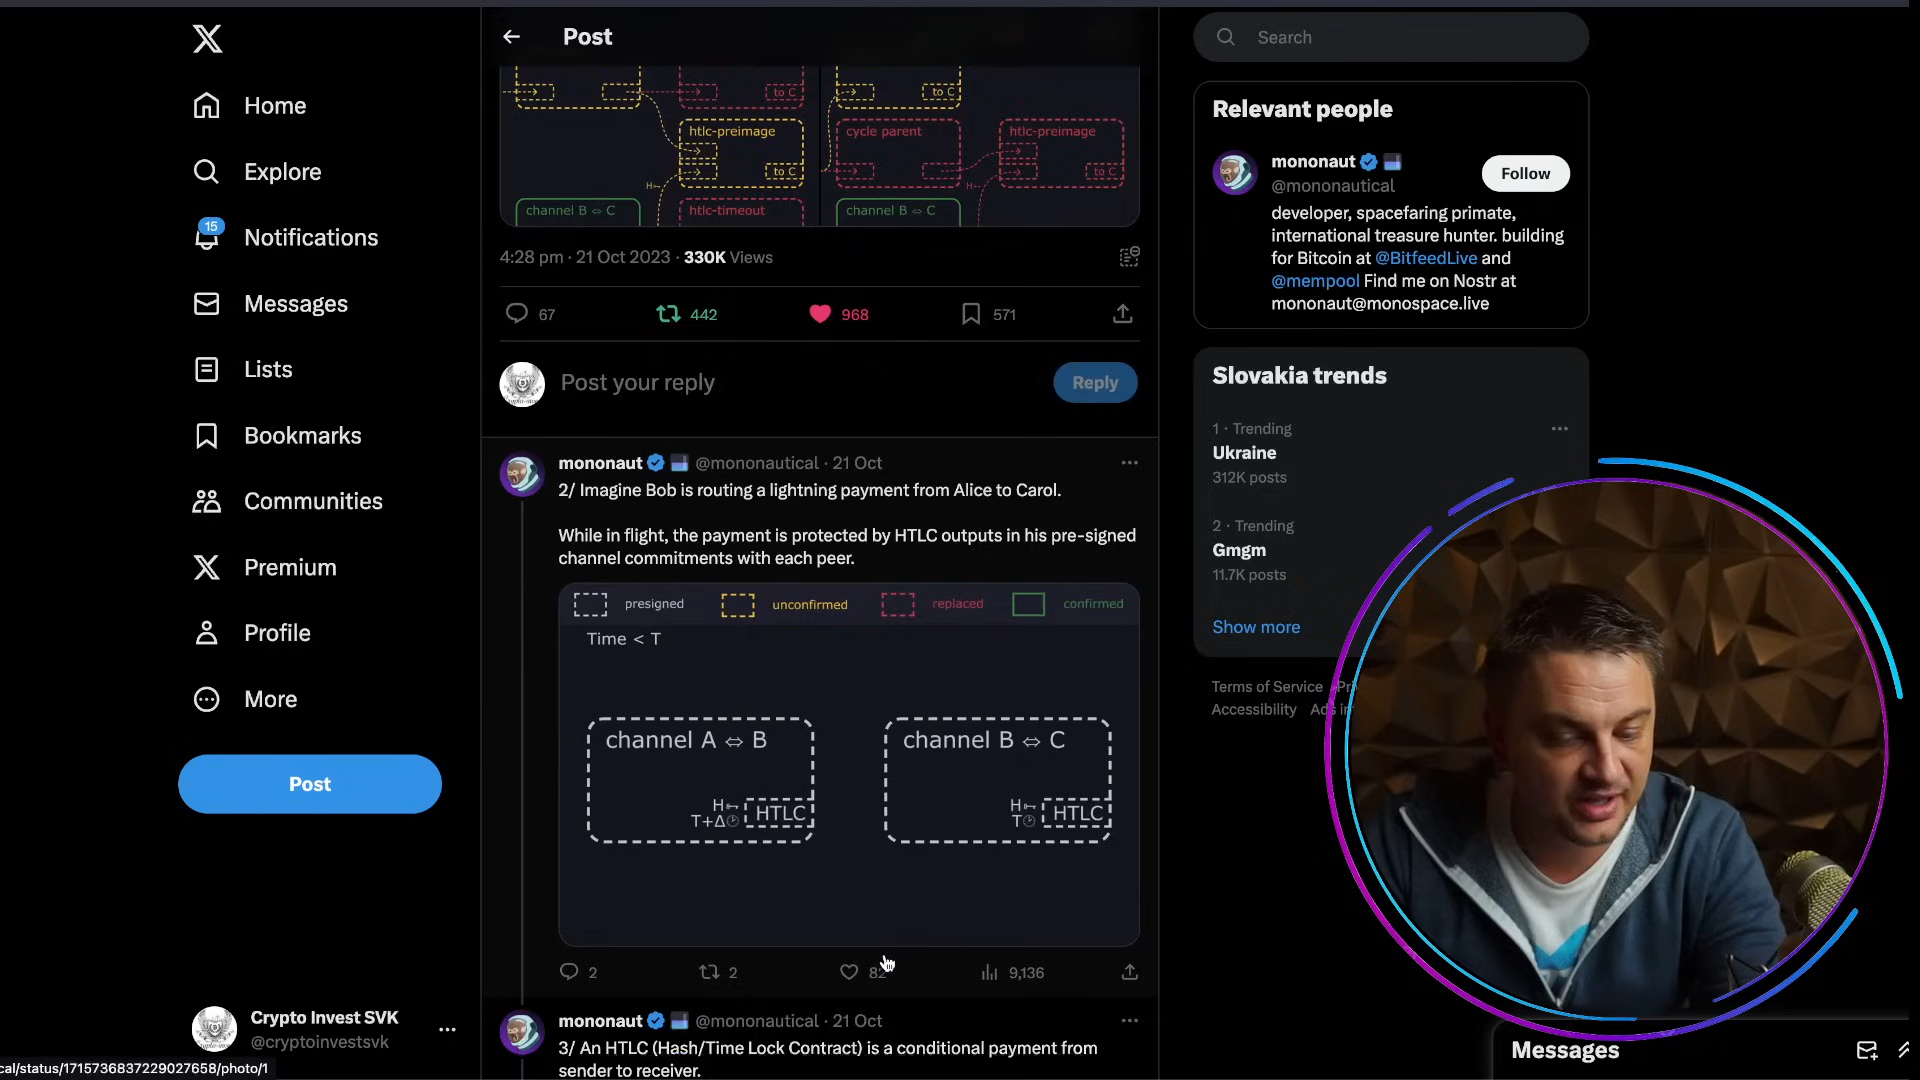 Home
Explore
15
Notifications
Messages
Lists
Bookmarks
Communities
Premium
Profile
More
Post
Crypto Invest SVK
@cryptoinvestsvk
cal/status/1715736837229027658/photo/1
Post
to C
to C
htlc-preimage
to C
H
channel B ⇔ C
htlc-timeout
cycle parent
htlc-preimage
to C
H
channel B ⇔ C
4:28 pm · 21 Oct 2023 · 330K Views
67
442
968
571
Post your reply
Reply
mononaut @mononautical · 21 Oct
2/ Imagine Bob is routing a lightning payment from Alice to Carol.
While in flight, the payment is protected by HTLC outputs in his pre-signed
channel commitments with each peer.
presigned unconfirmed replaced confirmed
Time < T
channel A ⇔ B
H
T+Δ
HTLC
channel B ⇔ C
H
T
HTLC
2
2
82
9,136
mononaut @mononautical · 21 Oct
3/ An HTLC (Hash/Time Lock Contract) is a conditional payment from
sender to receiver.
Search
Relevant people
mononaut
@mononautical
Follow
developer, spacefaring primate,
international treasure hunter. building
for Bitcoin at @BitfeedLive and
@mempool Find me on Nostr at
mononaut@monospace.live
Slovakia trends
1 · Trending
Ukraine
312K posts
2 · Trending
Gmgm
11.7K posts
Show more
Terms of Service
Accessibility
Messages